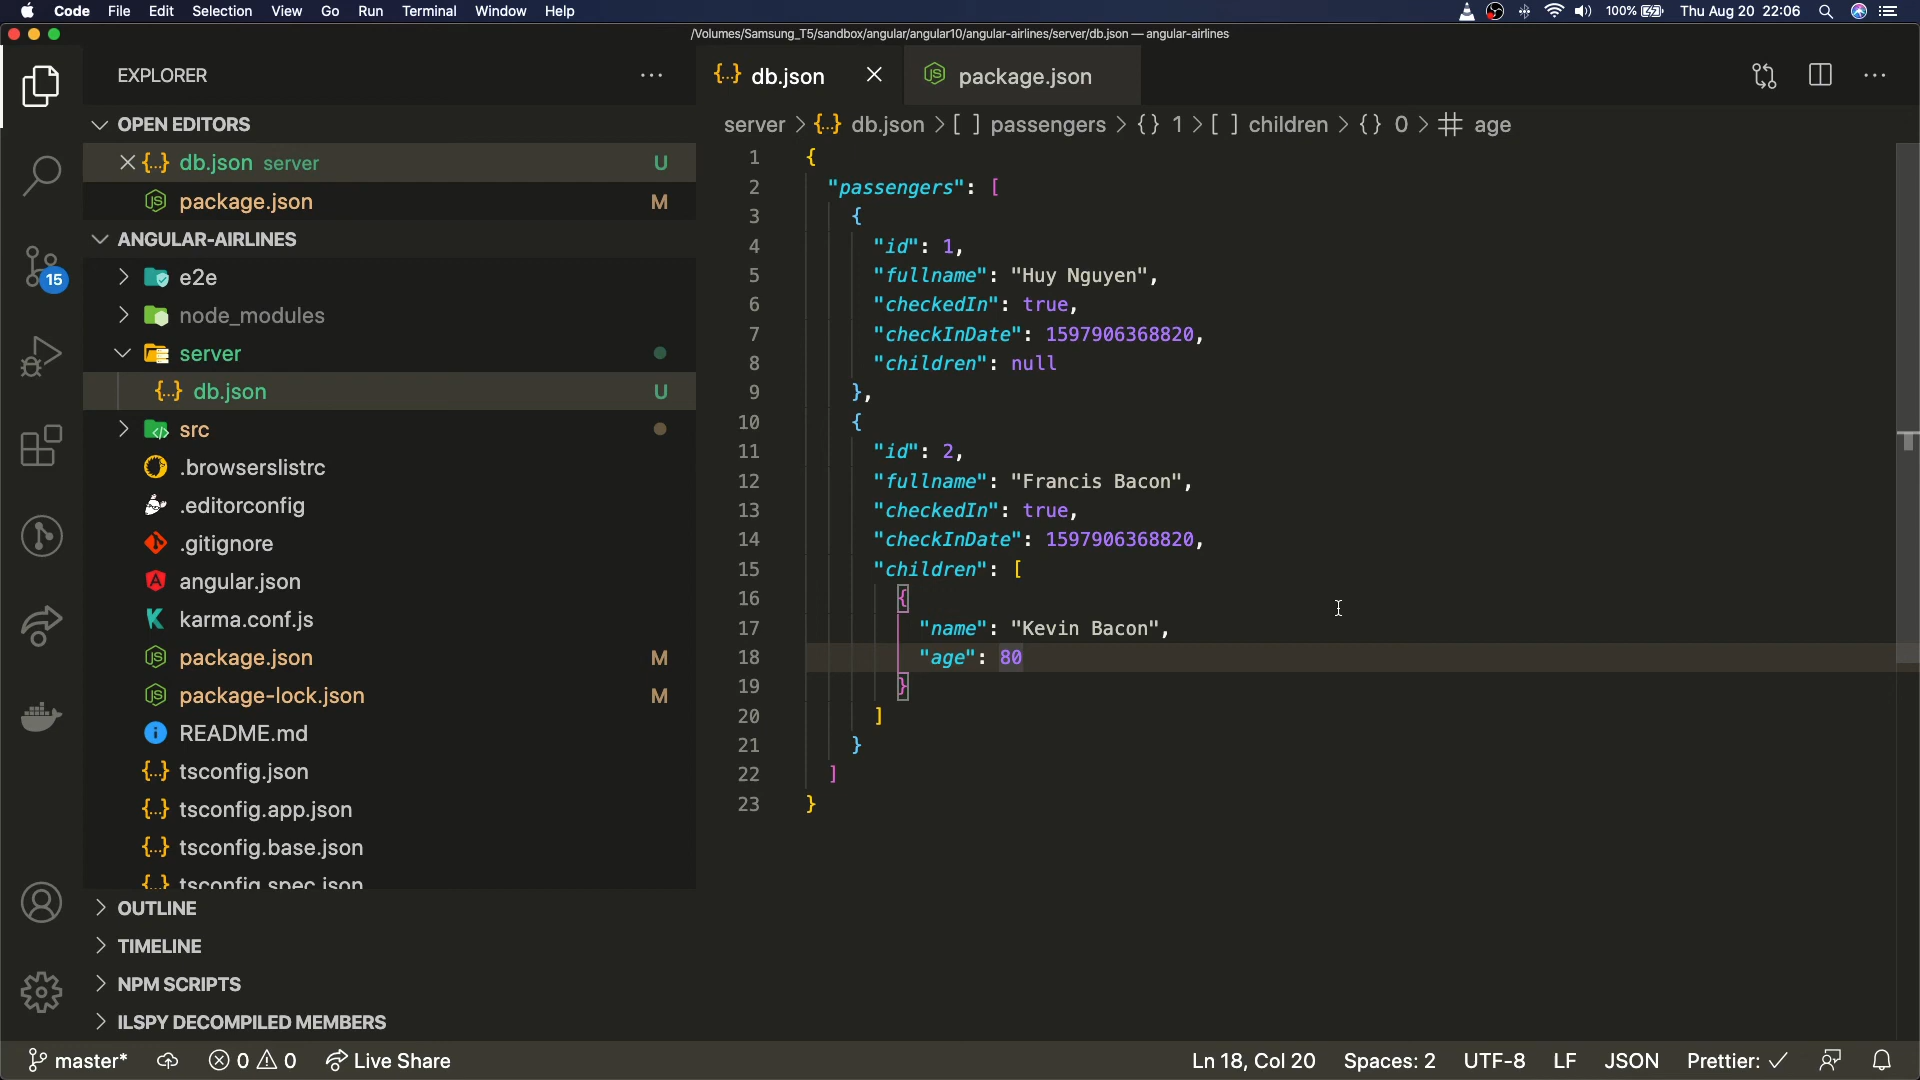 Code File Edit Selection View Go Run Terminal Window Help 100% Thu Aug 20 22:06
/Volumes/Samsung_T5/sandbox/angular/angular10/angular-airlines/server/db.json — angular-airlines
EXPLORER
OPEN EDITORS
db.json server U
package.json M
ANGULAR-AIRLINES
e2e
node_modules
server
db.json U
src
.browserslistrc
.editorconfig
.gitignore
angular.json
karma.conf.js
package.json M
package-lock.json M
README.md
tsconfig.json
tsconfig.app.json
tsconfig.base.json
tsconfig.spec.json
OUTLINE
TIMELINE
NPM SCRIPTS
ILSPY DECOMPILED MEMBERS
15
{..} db.json
package.json
server > {..} db.json > [ ] passengers > {} 1 > [ ] children > {} 0 > # age
1 {
2 "passengers": [
3 {
4 "id": 1,
5 "fullname": "Huy Nguyen",
6 "checkedIn": true,
7 "checkInDate": 1597906368820,
8 "children": null
9 },
10 {
11 "id": 2,
12 "fullname": "Francis Bacon",
13 "checkedIn": true,
14 "checkInDate": 1597906368820,
15 "children": [
16 {
17 "name": "Kevin Bacon",
18 "age": 80
19 }
20 ]
21 }
22 ]
23 }
master* 0 0 Live Share Ln 18, Col 20 Spaces: 2 UTF-8 LF JSON Prettier: ✓